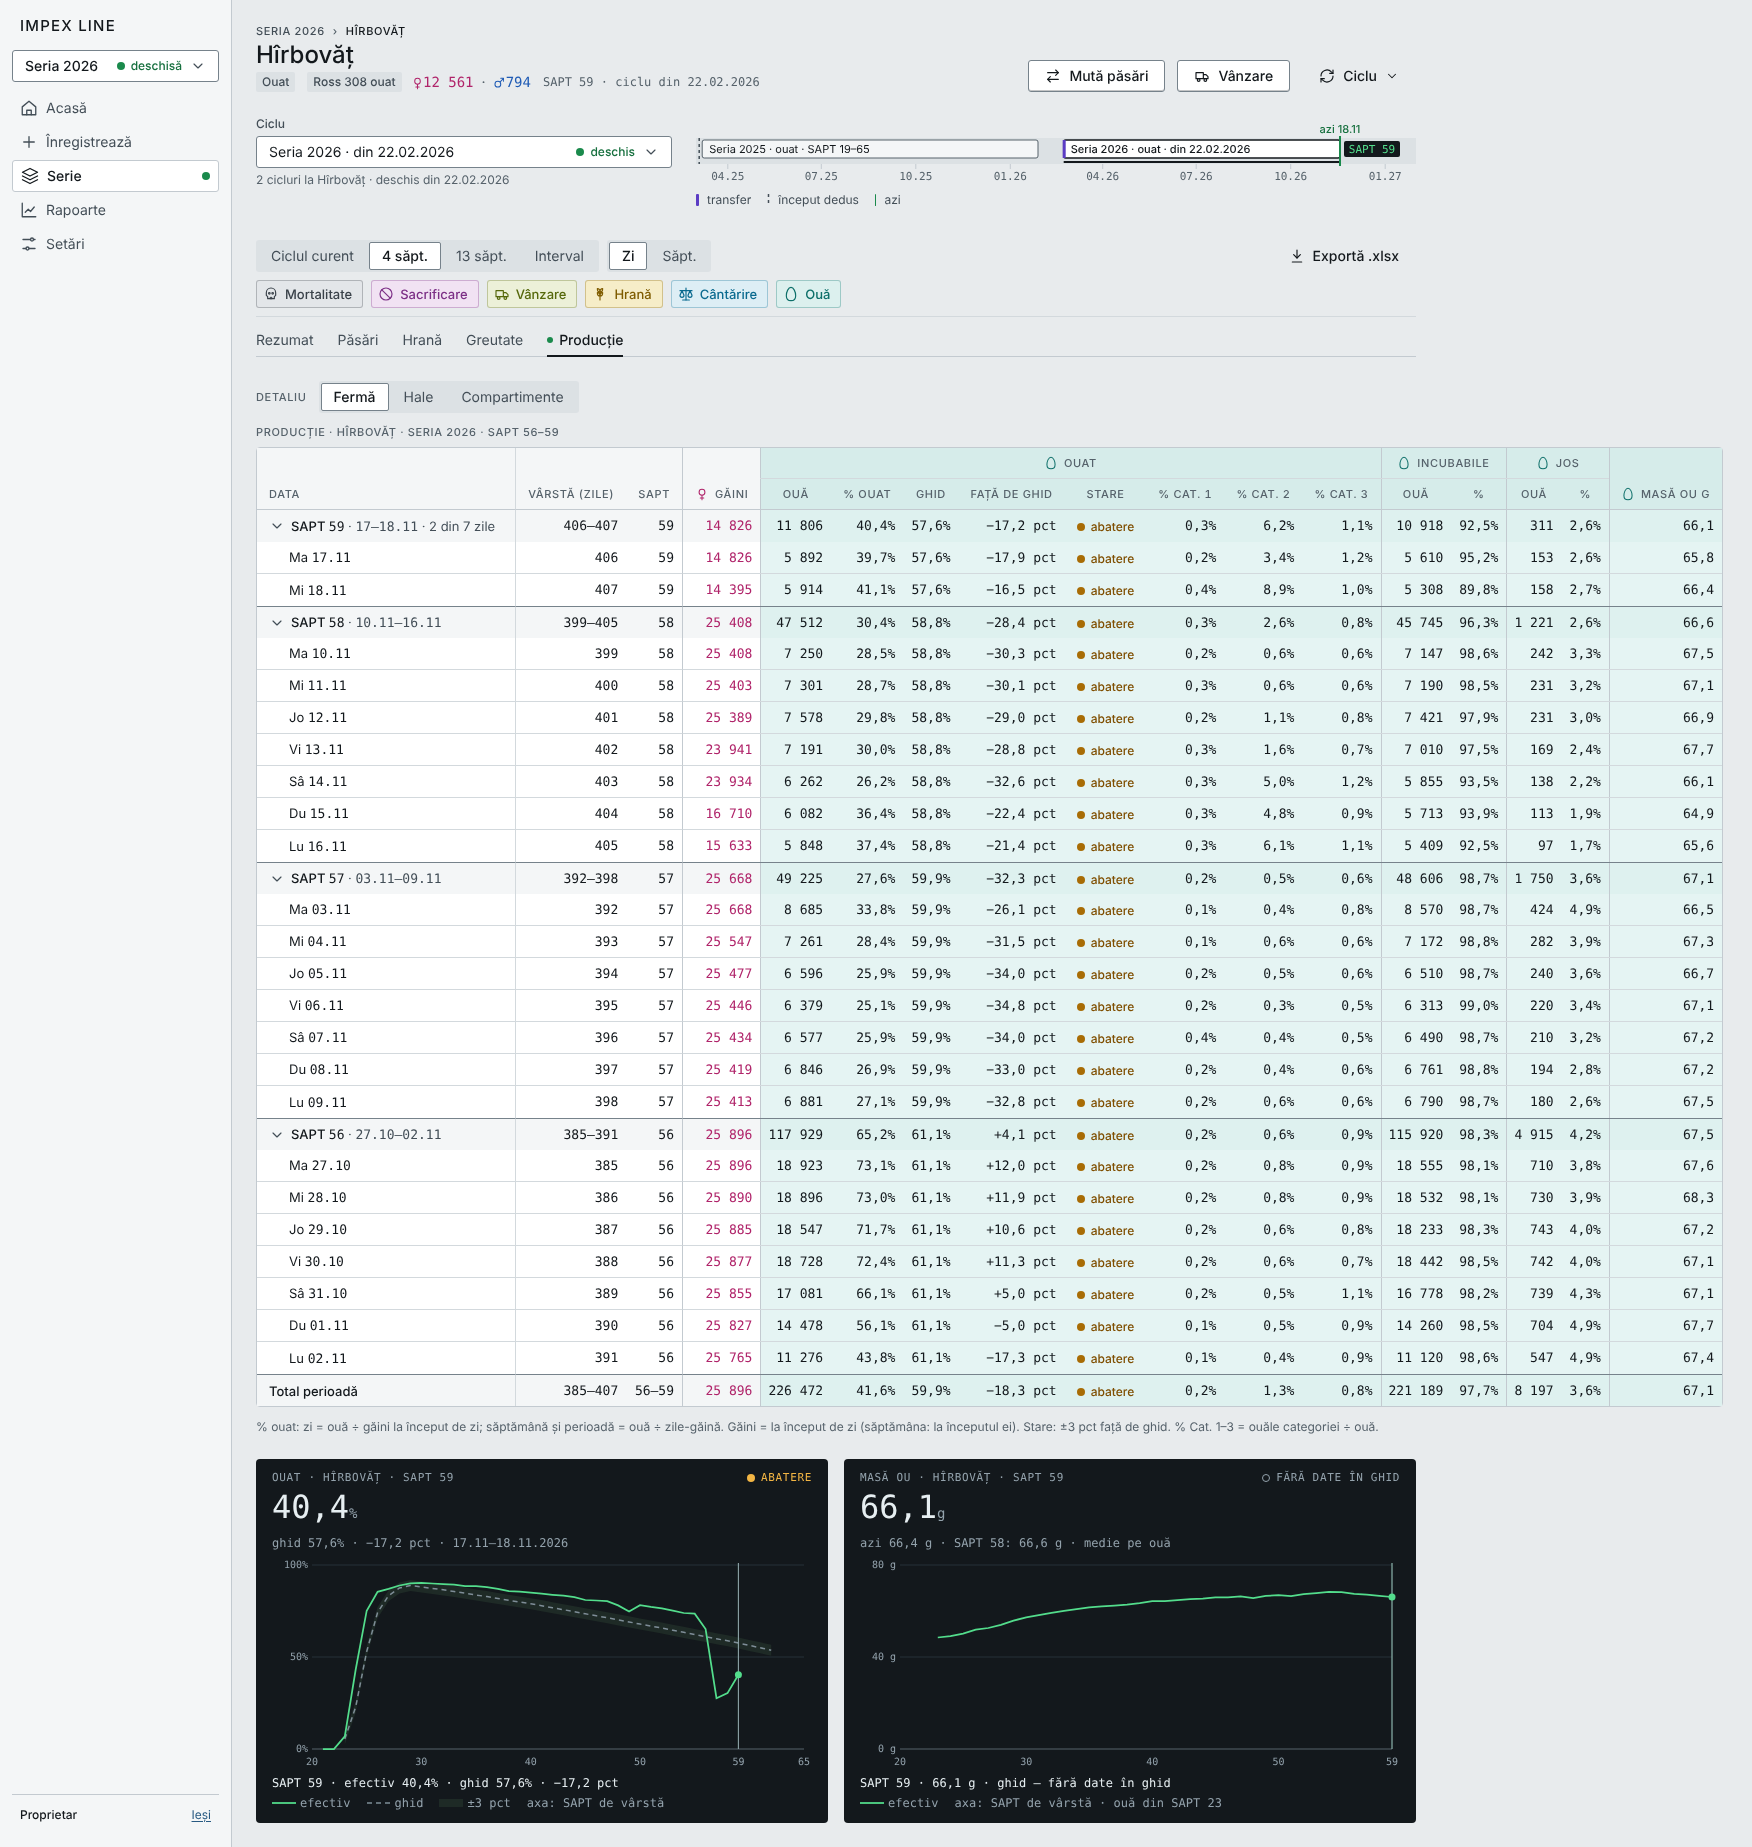 IMPEX LINE
Seria 2026 deschisă
Acasă
Înregistrează
Serie
Rapoarte
Setări
Proprietar Ieși
SERIA 2026 › HÎRBOVĂȚ
Hîrbovăț
Ouat Ross 308 ouat ♀12 561 · ♂794 SAPT 59 · ciclu din 22.02.2026
Mută păsări Vânzare Ciclu
Ciclu
Seria 2026 · din 22.02.2026 deschis
2 cicluri la Hîrbovăț · deschis din 22.02.2026
azi 18.11
Seria 2025 · ouat · SAPT 19–65 Seria 2026 · ouat · din 22.02.2026 SAPT 59
04.25 07.25 10.25 01.26 04.26 07.26 10.26 01.27
transfer început dedus azi
Ciclul curent 4 săpt. 13 săpt. Interval Zi Săpt. Exportă .xlsx
Mortalitate Sacrificare Vânzare Hrană Cântărire Ouă
Rezumat Păsări Hrană Greutate Producție
DETALIU Fermă Hale Compartimente
PRODUCȚIE · HÎRBOVĂȚ · SERIA 2026 · SAPT 56–59
OUAT INCUBABILE JOS
DATA VÂRSTĂ (ZILE) SAPT ♀ GĂINI OUĂ % OUAT GHID FAȚĂ DE GHID STARE % CAT. 1 % CAT. 2 % CAT. 3 OUĂ % OUĂ % MASĂ OU G
SAPT 59 · 17–18.11 · 2 din 7 zile 406–407 59 14 826 11 806 40,4% 57,6% −17,2 pct abatere 0,3% 6,2% 1,1% 10 918 92,5% 311 2,6% 66,1
Ma 17.11 406 59 14 826 5 892 39,7% 57,6% −17,9 pct abatere 0,2% 3,4% 1,2% 5 610 95,2% 153 2,6% 65,8
Mi 18.11 407 59 14 395 5 914 41,1% 57,6% −16,5 pct abatere 0,4% 8,9% 1,0% 5 308 89,8% 158 2,7% 66,4
SAPT 58 · 10.11–16.11 399–405 58 25 408 47 512 30,4% 58,8% −28,4 pct abatere 0,3% 2,6% 0,8% 45 745 96,3% 1 221 2,6% 66,6
Ma 10.11 399 58 25 408 7 250 28,5% 58,8% −30,3 pct abatere 0,2% 0,6% 0,6% 7 147 98,6% 242 3,3% 67,5
Mi 11.11 400 58 25 403 7 301 28,7% 58,8% −30,1 pct abatere 0,3% 0,6% 0,6% 7 190 98,5% 231 3,2% 67,1
Jo 12.11 401 58 25 389 7 578 29,8% 58,8% −29,0 pct abatere 0,2% 1,1% 0,8% 7 421 97,9% 231 3,0% 66,9
Vi 13.11 402 58 23 941 7 191 30,0% 58,8% −28,8 pct abatere 0,3% 1,6% 0,7% 7 010 97,5% 169 2,4% 67,7
Sâ 14.11 403 58 23 934 6 262 26,2% 58,8% −32,6 pct abatere 0,3% 5,0% 1,2% 5 855 93,5% 138 2,2% 66,1
Du 15.11 404 58 16 710 6 082 36,4% 58,8% −22,4 pct abatere 0,3% 4,8% 0,9% 5 713 93,9% 113 1,9% 64,9
Lu 16.11 405 58 15 633 5 848 37,4% 58,8% −21,4 pct abatere 0,3% 6,1% 1,1% 5 409 92,5% 97 1,7% 65,6
SAPT 57 · 03.11–09.11 392–398 57 25 668 49 225 27,6% 59,9% −32,3 pct abatere 0,2% 0,5% 0,6% 48 606 98,7% 1 750 3,6% 67,1
Ma 03.11 392 57 25 668 8 685 33,8% 59,9% −26,1 pct abatere 0,1% 0,4% 0,8% 8 570 98,7% 424 4,9% 66,5
Mi 04.11 393 57 25 547 7 261 28,4% 59,9% −31,5 pct abatere 0,1% 0,6% 0,6% 7 172 98,8% 282 3,9% 67,3
Jo 05.11 394 57 25 477 6 596 25,9% 59,9% −34,0 pct abatere 0,2% 0,5% 0,6% 6 510 98,7% 240 3,6% 66,7
Vi 06.11 395 57 25 446 6 379 25,1% 59,9% −34,8 pct abatere 0,2% 0,3% 0,5% 6 313 99,0% 220 3,4% 67,1
Sâ 07.11 396 57 25 434 6 577 25,9% 59,9% −34,0 pct abatere 0,4% 0,4% 0,5% 6 490 98,7% 210 3,2% 67,2
Du 08.11 397 57 25 419 6 846 26,9% 59,9% −33,0 pct abatere 0,2% 0,4% 0,6% 6 761 98,8% 194 2,8% 67,2
Lu 09.11 398 57 25 413 6 881 27,1% 59,9% −32,8 pct abatere 0,2% 0,6% 0,6% 6 790 98,7% 180 2,6% 67,5
SAPT 56 · 27.10–02.11 385–391 56 25 896 117 929 65,2% 61,1% +4,1 pct abatere 0,2% 0,6% 0,9% 115 920 98,3% 4 915 4,2% 67,5
Ma 27.10 385 56 25 896 18 923 73,1% 61,1% +12,0 pct abatere 0,2% 0,8% 0,9% 18 555 98,1% 710 3,8% 67,6
Mi 28.10 386 56 25 890 18 896 73,0% 61,1% +11,9 pct abatere 0,2% 0,8% 0,9% 18 532 98,1% 730 3,9% 68,3
Jo 29.10 387 56 25 885 18 547 71,7% 61,1% +10,6 pct abatere 0,2% 0,6% 0,8% 18 233 98,3% 743 4,0% 67,2
Vi 30.10 388 56 25 877 18 728 72,4% 61,1% +11,3 pct abatere 0,2% 0,6% 0,7% 18 442 98,5% 742 4,0% 67,1
Sâ 31.10 389 56 25 855 17 081 66,1% 61,1% +5,0 pct abatere 0,2% 0,5% 1,1% 16 778 98,2% 739 4,3% 67,1
Du 01.11 390 56 25 827 14 478 56,1% 61,1% −5,0 pct abatere 0,1% 0,5% 0,9% 14 260 98,5% 704 4,9% 67,7
Lu 02.11 391 56 25 765 11 276 43,8% 61,1% −17,3 pct abatere 0,1% 0,4% 0,9% 11 120 98,6% 547 4,9% 67,4
Total perioadă 385–407 56–59 25 896 226 472 41,6% 59,9% −18,3 pct abatere 0,2% 1,3% 0,8% 221 189 97,7% 8 197 3,6% 67,1
% ouat: zi = ouă ÷ găini la început de zi; săptămână și perioadă = ouă ÷ zile-găină. Găini = la început de zi (săptămâna: la începutul ei). Stare: ±3 pct față de ghid. % Cat. 1–3 = ouăle categoriei ÷ ouă.
OUAT · HÎRBOVĂȚ · SAPT 59 ABATERE
40,4%
ghid 57,6% · −17,2 pct · 17.11–18.11.2026
100%
50%
0%
20 30 40 50 59 65
SAPT 59 · efectiv 40,4% · ghid 57,6% · −17,2 pct
efectiv ghid ±3 pct axa: SAPT de vârstă
MASĂ OU · HÎRBOVĂȚ · SAPT 59 FĂRĂ DATE ÎN GHID
66,1g
azi 66,4 g · SAPT 58: 66,6 g · medie pe ouă
80 g
40 g
0 g
20 30 40 50 59
SAPT 59 · 66,1 g · ghid — fără date în ghid
efectiv axa: SAPT de vârstă · ouă din SAPT 23